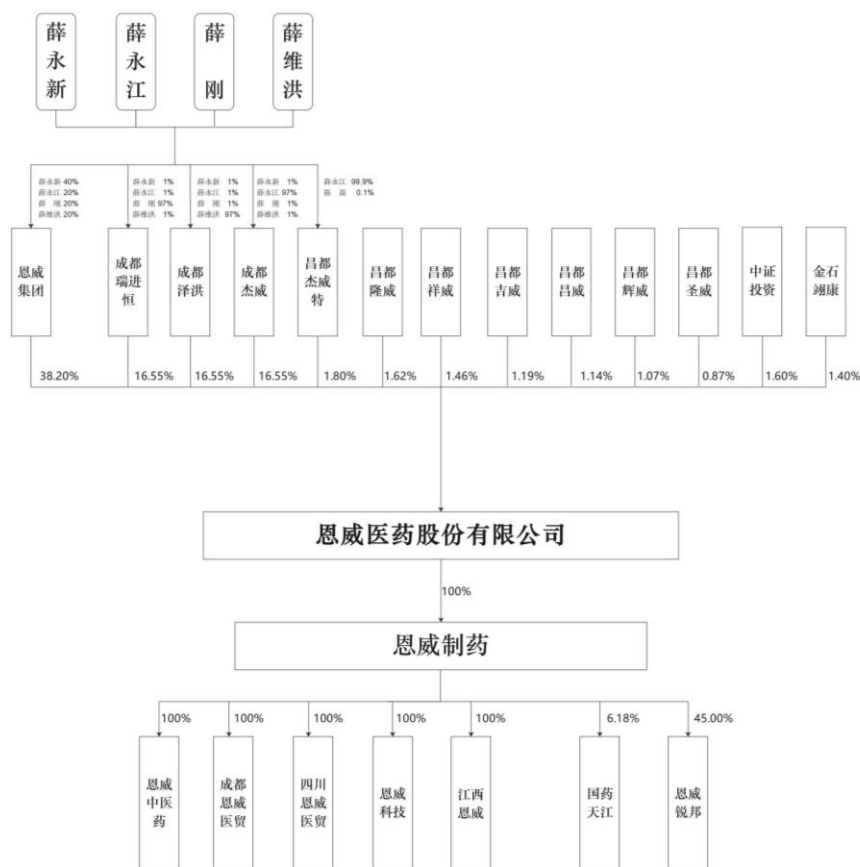 薛永新
薛永江
薛 刚
薛维洪
薛永新 40%
薛永江 20%
薛 刚 20%
薛维洪 20%
薛永新 1%
薛永江 1%
薛 刚 97%
薛维洪 1%
薛永新 1%
薛永江 1%
薛 刚 1%
薛维洪 97%
薛永新 1%
薛永江 97%
薛 刚 1%
薛维洪 1%
薛永江 99.9%
陈 磊 0.1%
恩威
集团
成都
瑞进
恒
成都
泽洪
成都
杰威
昌都
杰威
特
昌都
隆威
昌都
祥威
昌都
吉威
昌都
昌威
昌都
辉威
昌都
圣威
中证
投资
金石
翊康
38.20%
16.55%
16.55%
16.55%
1.80%
1.62%
1.46%
1.19%
1.14%
1.07%
0.87%
1.60%
1.40%
恩威医药股份有限公司
100%
恩威制药
100%
100%
100%
100%
100%
6.18%
45.00%
恩威
中医
药
成都
恩威
医贸
四川
恩威
医贸
恩威
科技
江西
恩威
国药
天江
恩威
锐邦